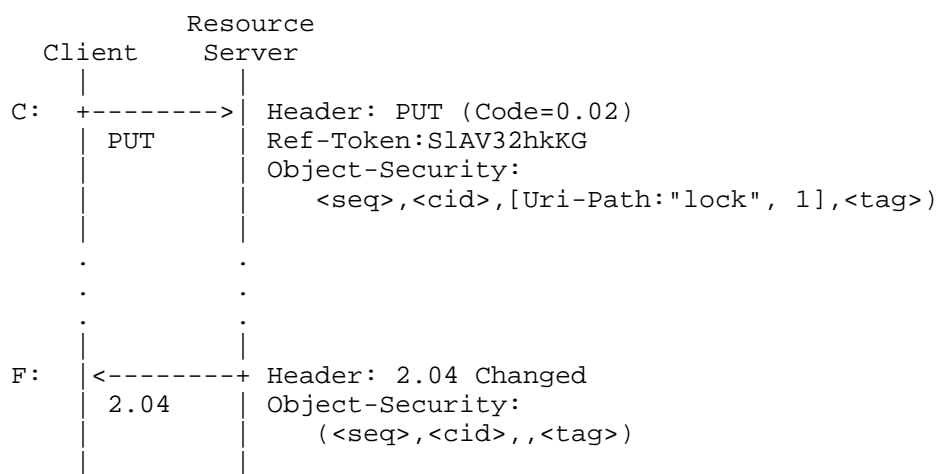 Resource
Client Server
C: +-------->| Header: PUT (Code=0.02)
| PUT | Ref-Token:SlAV32hkKG
| | Object-Security:
| | <seq>,<cid>,[Uri-Path:"lock", 1],<tag>)
F: |<--------+ Header: 2.04 Changed
| 2.04 | Object-Security:
| | (<seq>,<cid>,,<tag>)